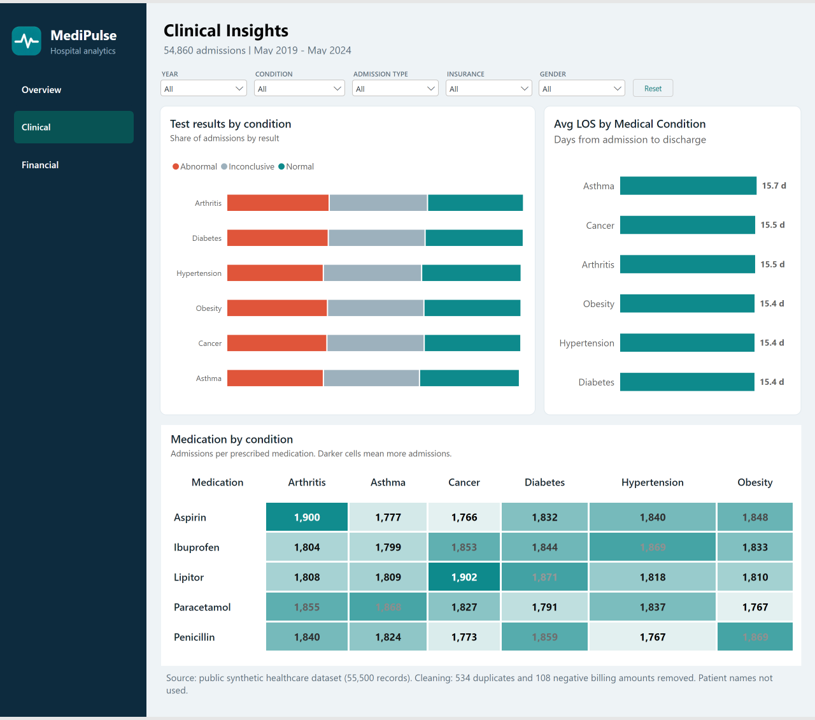 MediPulse
Hospital analytics
Overview
Clinical
Financial
Clinical Insights
54,860 admissions | May 2019 - May 2024
YEAR CONDITION ADMISSION TYPE INSURANCE GENDER
All All All All All Reset
Test results by condition
Share of admissions by result
Abnormal Inconclusive Normal
Arthritis
Diabetes
Hypertension
Obesity
Cancer
Asthma
Avg LOS by Medical Condition
Days from admission to discharge
Asthma 15.7 d
Cancer 15.5 d
Arthritis 15.5 d
Obesity 15.4 d
Hypertension 15.4 d
Diabetes 15.4 d
Medication by condition
Admissions per prescribed medication. Darker cells mean more admissions.
Medication Arthritis Asthma Cancer Diabetes Hypertension Obesity
Aspirin 1,900 1,777 1,766 1,832 1,840 1,848
Ibuprofen 1,804 1,799 1,853 1,844 1,833
Lipitor 1,808 1,809 1,902 1,871 1,818 1,810
Paracetamol 1,855 1,827 1,791 1,837 1,767
Penicillin 1,840 1,824 1,773 1,859 1,767
Source: public synthetic healthcare dataset (55,500 records). Cleaning: 534 duplicates and 108 negative billing amounts removed. Patient names not
used.